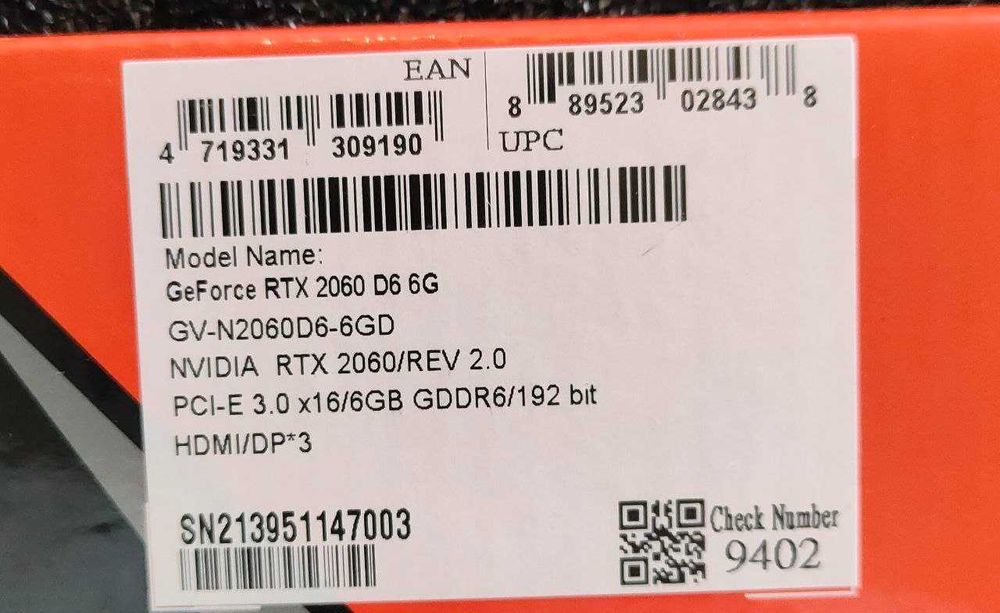 EAN
4 719331 309190
8 89523 02843 8
UPC
Model Name:
GeForce RTX 2060 D6 6G
GV-N2060D6-6GD
NVIDIA RTX 2060/REV 2.0
PCI-E 3.0 x16/6GB GDDR6/192 bit
HDMI/DP*3
SN213951147003
Check Number
9402